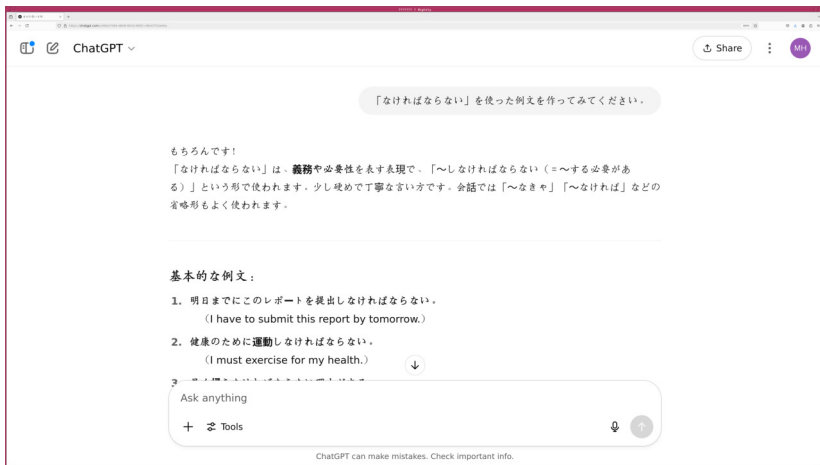 ChatGPT
Share
MH
「なければならない」を使った例文を作ってみてください。
もちろんです!
「なければならない」は、義務や必要性を表す表現で、「〜しなければならない（=〜する必要があ
る）」という形で使われます。少し硬めで丁寧な言い方です。会話では「〜なきゃ」「〜なければ」などの
省略形もよく使われます。
基本的な例文：
1. 明日までにこのレポートを提出しなければならない。
（I have to submit this report by tomorrow.）
2. 健康のために運動しなければならない。
（I must exercise for my health.）
3.
Ask anything
Tools
ChatGPT can make mistakes. Check important info.